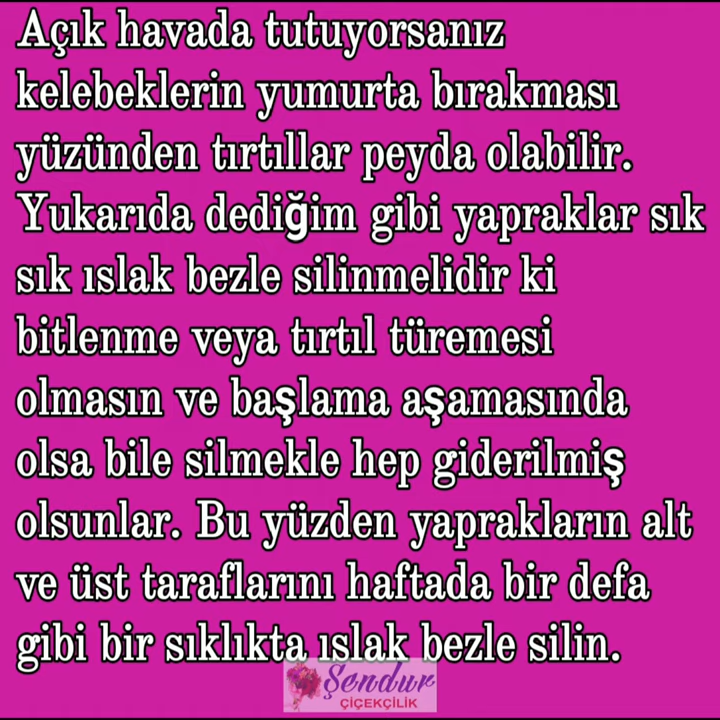 Açık havada tutuyorsanız
kelebeklerin yumurta bırakması
yüzünden tırtıllar peyda olabilir.
Yukarıda dediğim gibi yapraklar sık
sık ıslak bezle silinmelidir ki
bitlenme veya tırtıl türemesi
olmasın ve başlama aşamasında
olsa bile silmekle hep giderilmiş
olsunlar. Bu yüzden yaprakların alt
ve üst taraflarını haftada bir defa
gibi bir sıklıkta ıslak bezle silin.
Şendur
ÇİÇEKÇİLİK